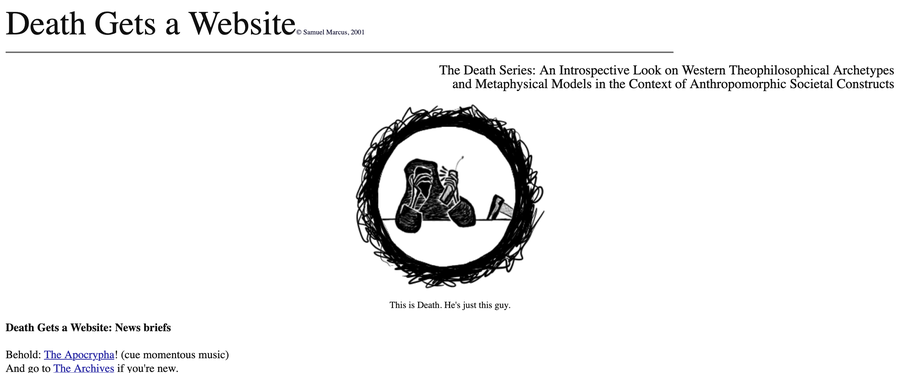 Death Gets a Website© Samuel Marcus, 2001
The Death Series: An Introspective Look on Western Theophilosophical Archetypes
and Metaphysical Models in the Context of Anthropomorphic Societal Constructs
This is Death. He's just this guy.
Death Gets a Website: News briefs
Behold: The Apocrypha! (cue momentous music)
And go to The Archives if you're new.